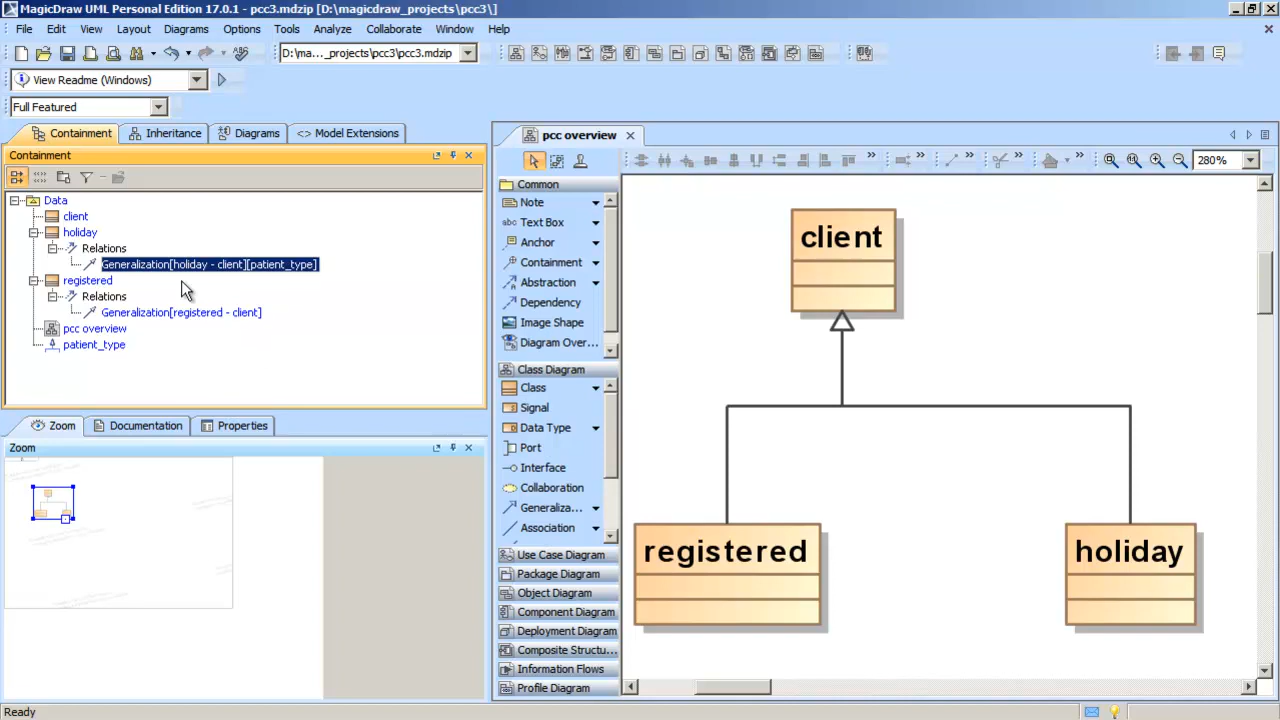 MagicDraw UML Personal Edition 17.0.1 - pcc3.mdzip [D:\magicdraw_projects\pcc3\]
File Edit View Layout Diagrams Options Tools Analyze Collaborate Window Help
D:\ma..._projects\pcc3\pcc3.mdzip
View Readme (Windows)
Full Featured
Containment Inheritance Diagrams <> Model Extensions
Containment
Data
client
holiday
Relations
Generalization[holiday - client][patient_type]
registered
Relations
Generalization[registered - client]
pcc overview
patient_type
Zoom Documentation Properties
Zoom
pcc overview
280%
Common
Note
abc Text Box
Anchor
Containment
Abstraction
Dependency
Image Shape
Diagram Over...
Class Diagram
Class
Signal
Data Type
Port
Interface
Collaboration
Generaliza...
Association
Use Case Diagram
Package Diagram
Object Diagram
Component Diagram
Deployment Diagram
Composite Structu...
Information Flows
Profile Diagram
client
registered
holiday
Ready